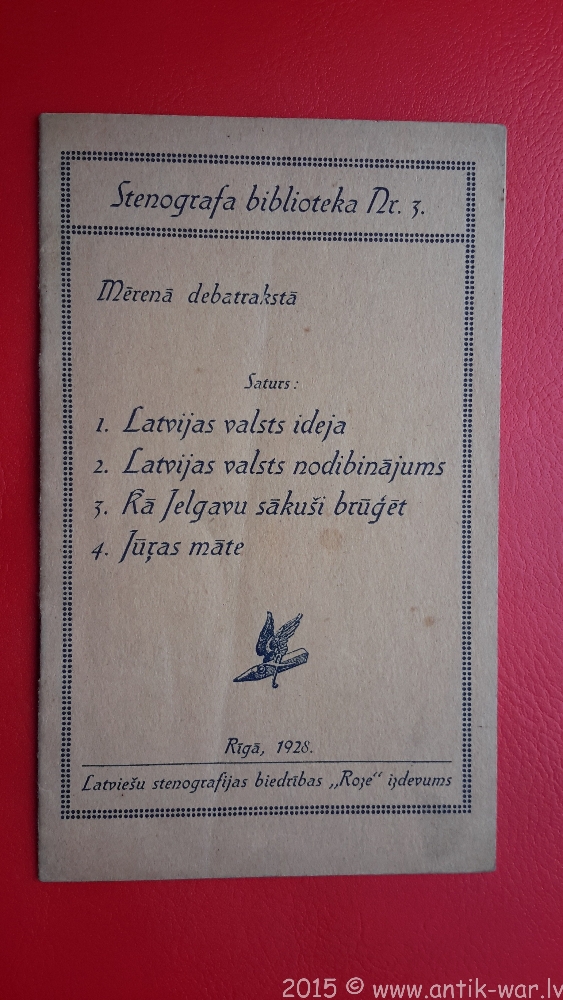 Stenografa biblioteka Nr. 3.
Mērenā debatrakstā
Saturs:
1. Latvijas valsts ideja
2. Latvijas valsts nodibinājums
3. Kā Jelgavu sākuši brūģēt
4. Jūŗas māte
Rīgā, 1928.
Latviešu stenografijas biedrības „Roze“ izdevums
2015 © www.antik-war.lv